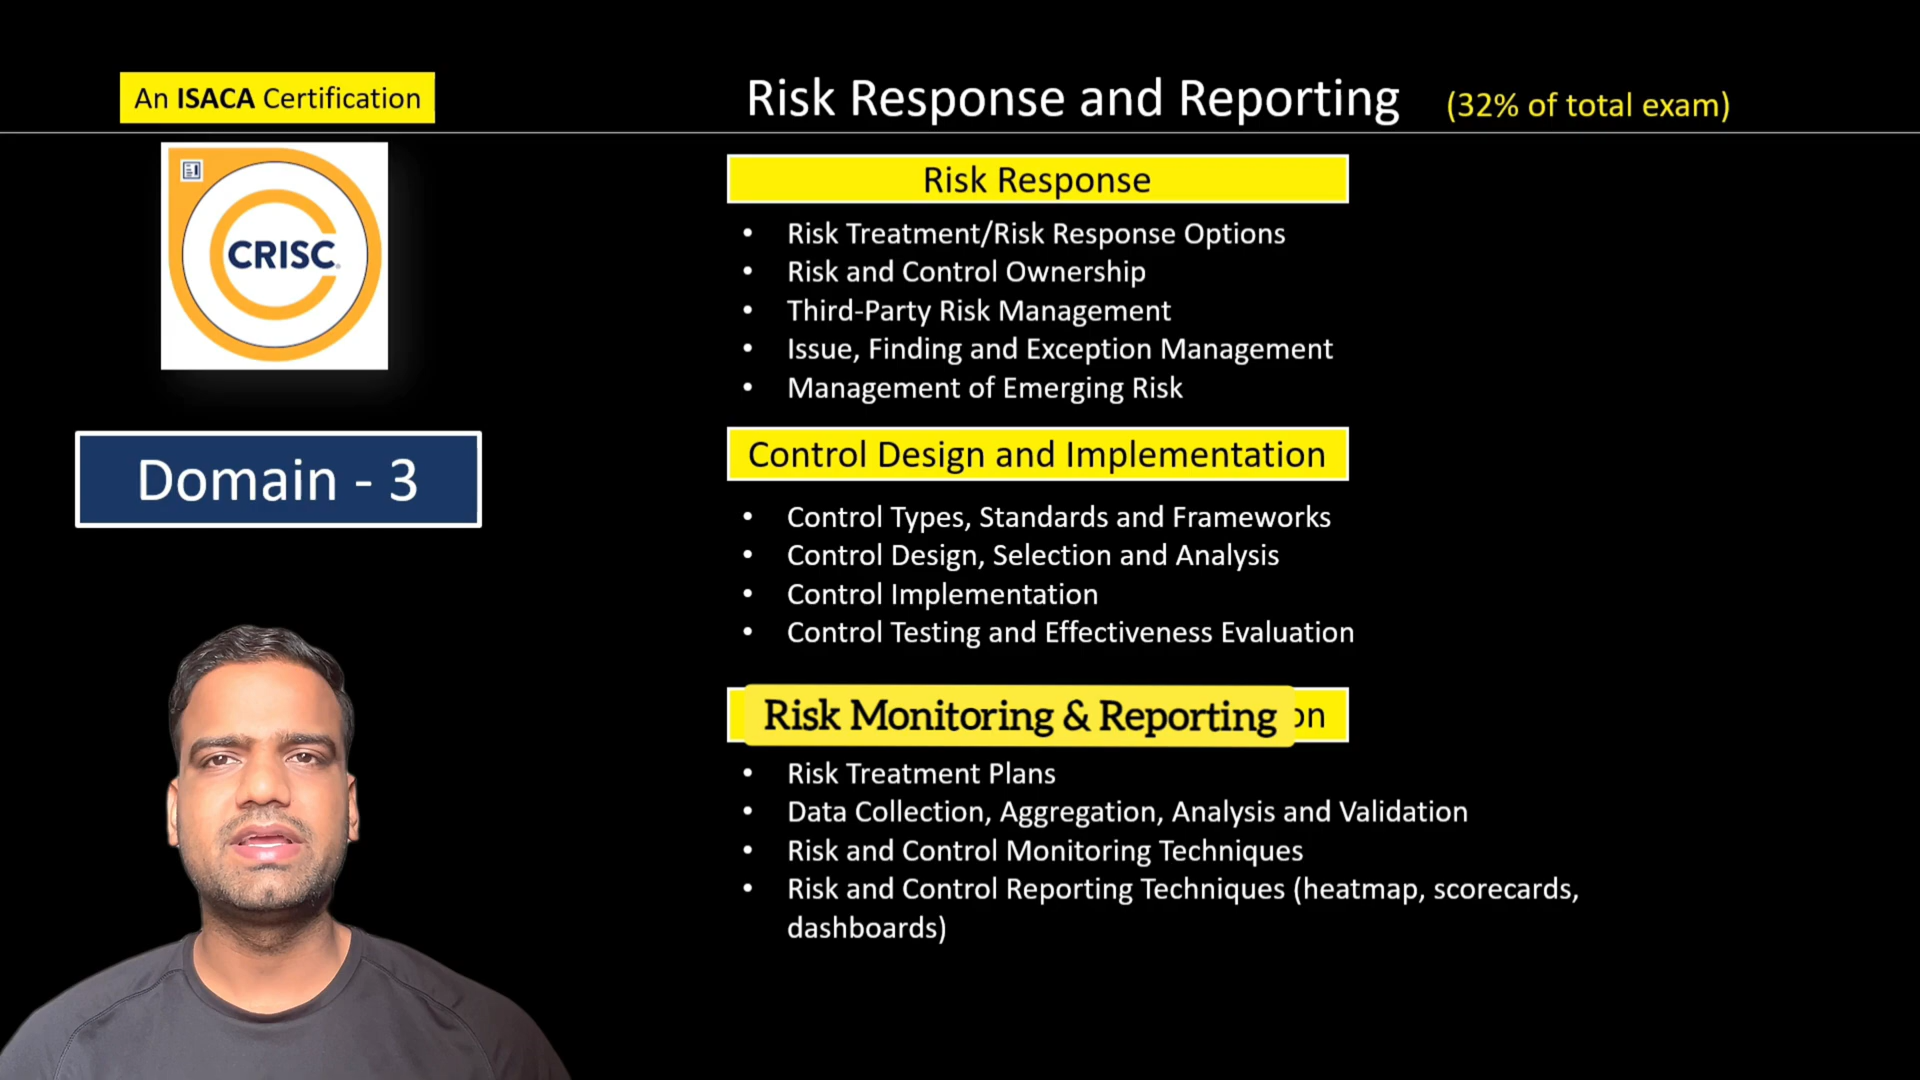 An ISACA Certification
Risk Response and Reporting (32% of total exam)
CRISC
Domain - 3
Risk Response
• Risk Treatment/Risk Response Options
• Risk and Control Ownership
• Third-Party Risk Management
• Issue, Finding and Exception Management
• Management of Emerging Risk
Control Design and Implementation
• Control Types, Standards and Frameworks
• Control Design, Selection and Analysis
• Control Implementation
• Control Testing and Effectiveness Evaluation
Risk Monitoring & Reporting
• Risk Treatment Plans
• Data Collection, Aggregation, Analysis and Validation
• Risk and Control Monitoring Techniques
• Risk and Control Reporting Techniques (heatmap, scorecards,
dashboards)